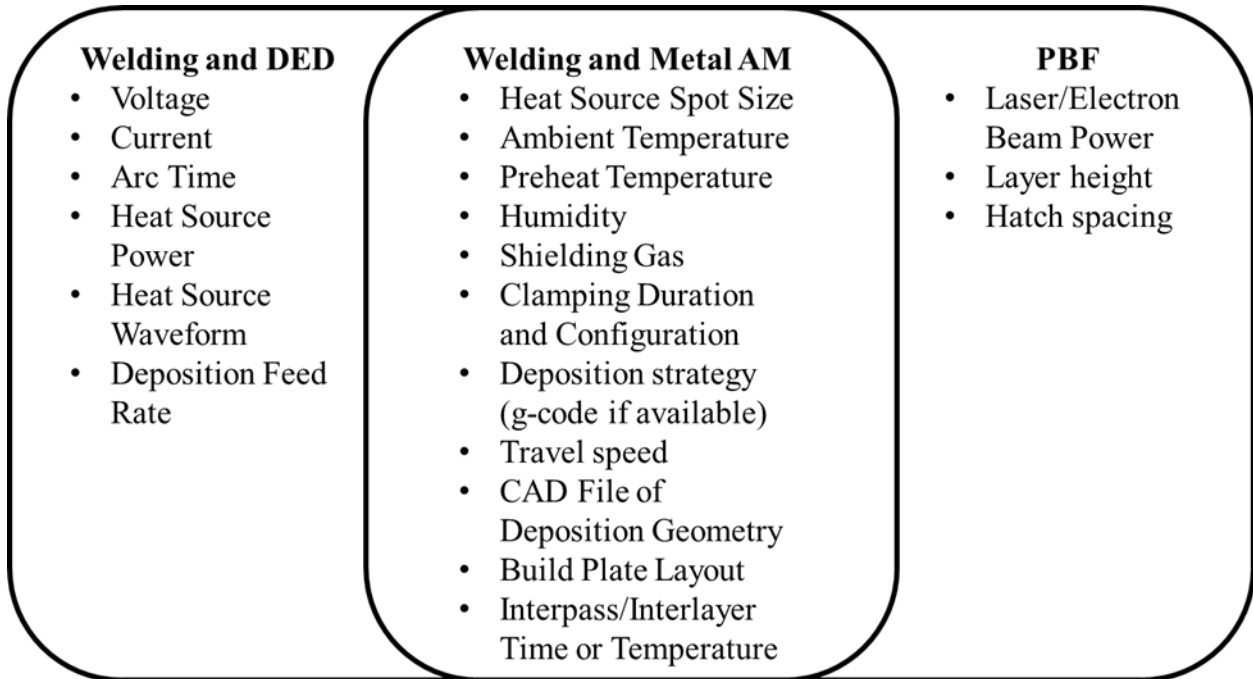 Welding and DED
• Voltage
• Current
• Arc Time
• Heat Source
Power
• Heat Source
Waveform
• Deposition Feed
Rate
Welding and Metal AM
• Heat Source Spot Size
• Ambient Temperature
• Preheat Temperature
• Humidity
• Shielding Gas
• Clamping Duration
and Configuration
• Deposition strategy
(g-code if available)
• Travel speed
• CAD File of
Deposition Geometry
• Build Plate Layout
• Interpass/Interlayer
Time or Temperature
PBF
• Laser/Electron
Beam Power
• Layer height
• Hatch spacing